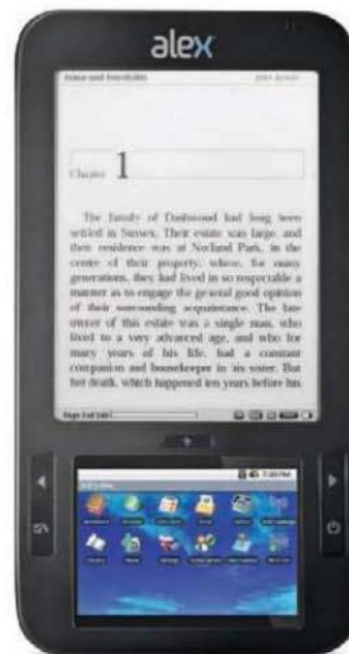 alex
Sense and Sensibility
Chapter 1
The family of Dashwood had long been
settled in Sussex. Their estate was large, and
their residence was at Norland Park, in the
centre of their property, where, for many
generations, they had lived in so respectable a
manner as to engage the general good opinion
of their surrounding acquaintance. The late
owner of this estate was a single man, who
lived to a very advanced age, and who for
many years of his life, had a constant
companion and housekeeper in his sister. But
her death, which happened ten years before his